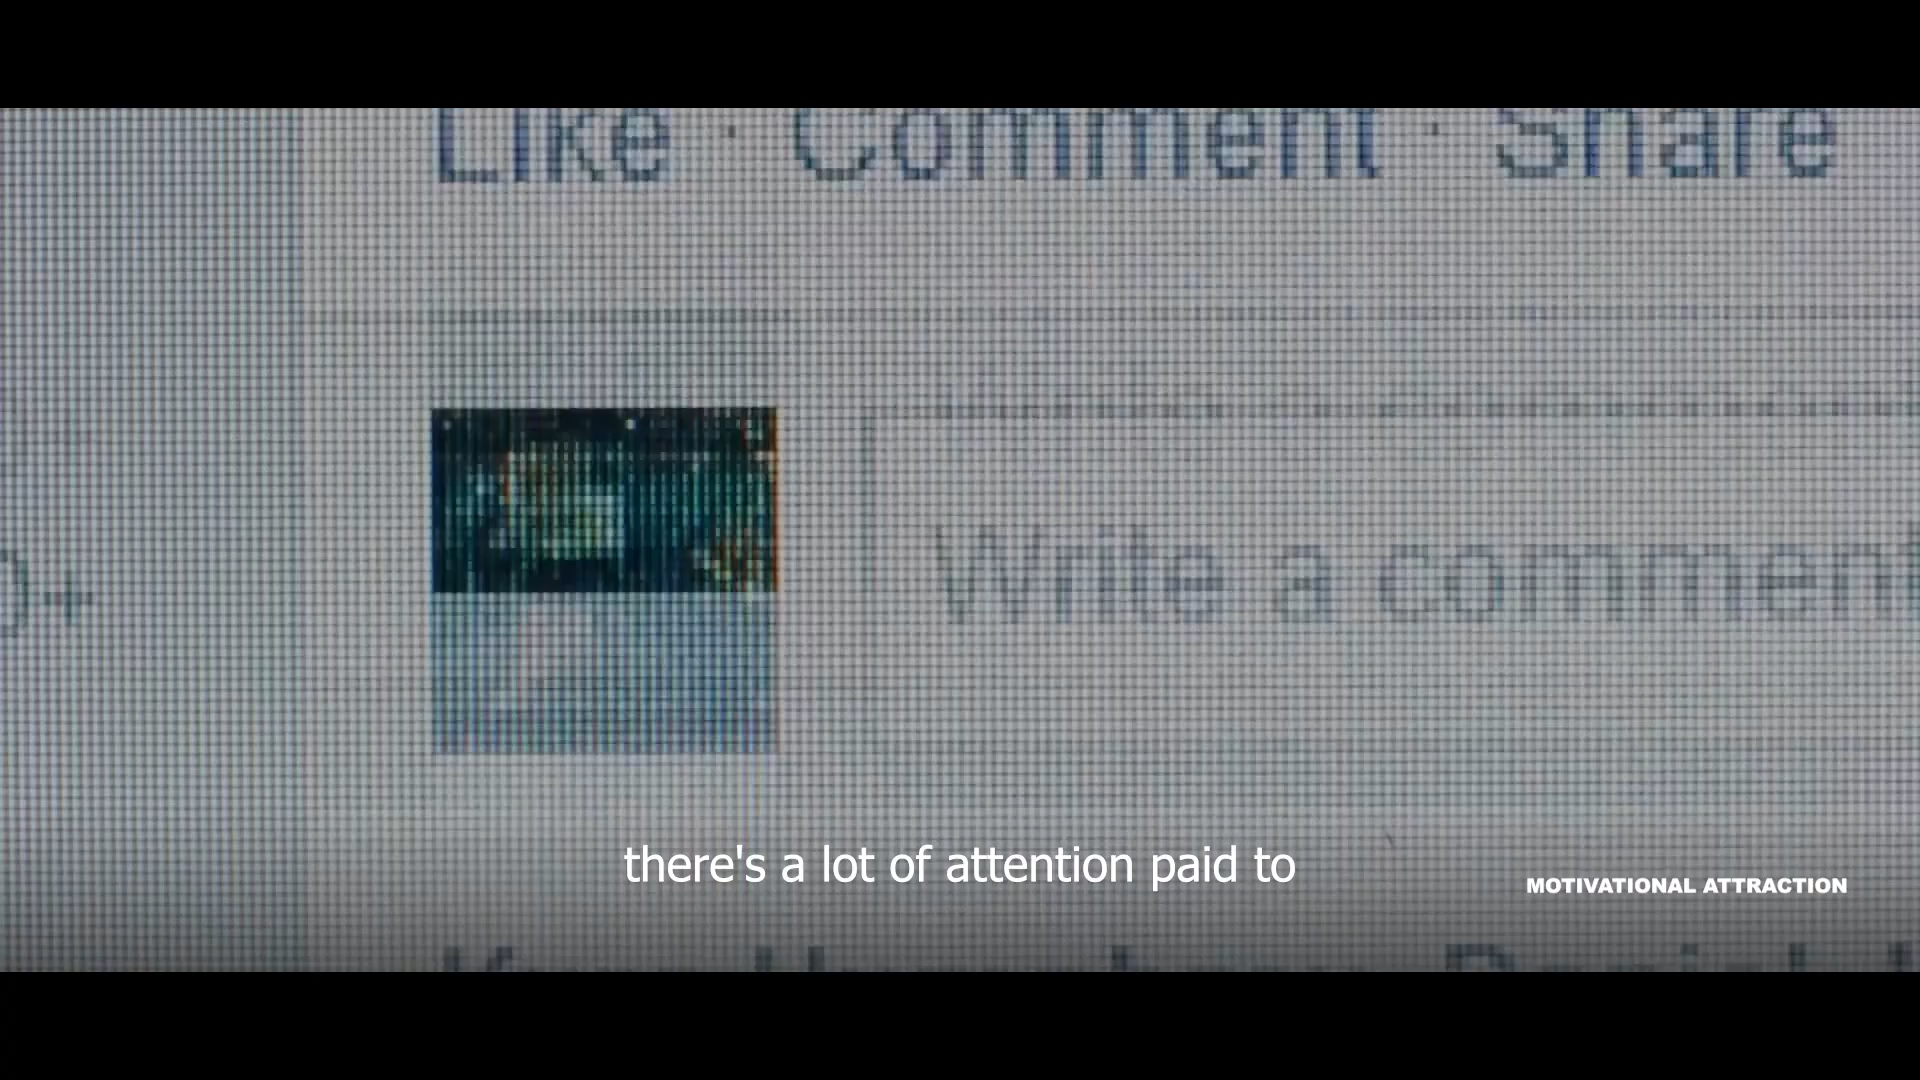 Like · Comment · Share
Write a comment
there's a lot of attention paid to
MOTIVATIONAL ATTRACTION